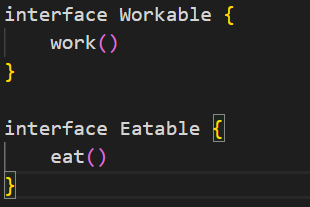 interface Workable {
    work()
}

interface Eatable {
    eat()
}